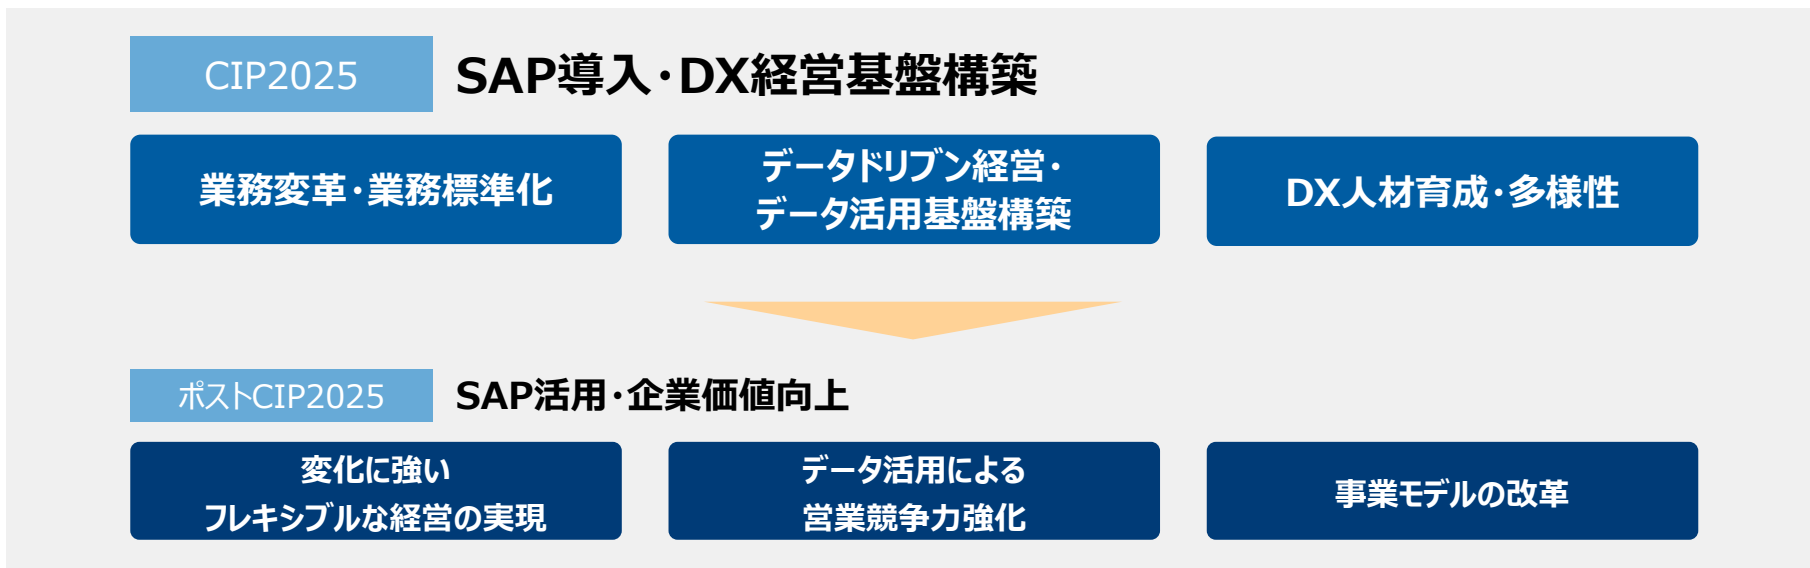 CIP2025
SAP導入・DX経営基盤構築
業務変革・業務標準化
データドリブン経営・
データ活用基盤構築
DX人材育成・多様性
ポストCIP2025
SAP活用・企業価値向上
変化に強い
フレキシブルな経営の実現
データ活用による
営業競争力強化
事業モデルの改革